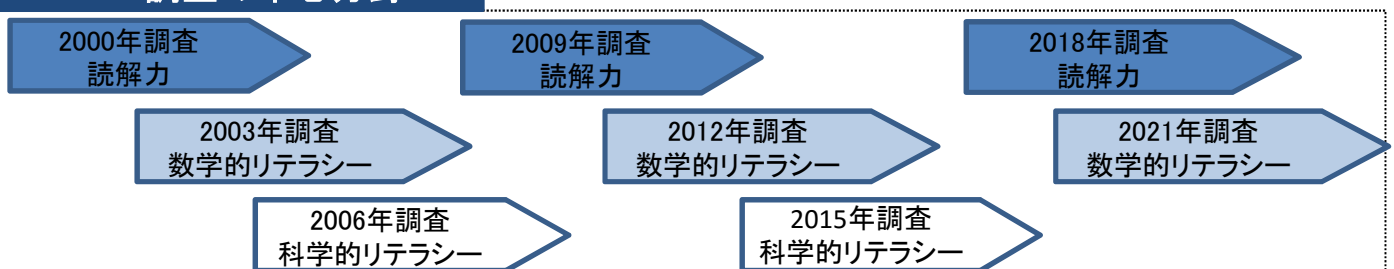 2000年調査
読解力
2009年調査
読解力
2018年調査
読解力
2003年調査
数学的リテラシー
2012年調査
数学的リテラシー
2021年調査
数学的リテラシー
2006年調査
科学的リテラシー
2015年調査
科学的リテラシー